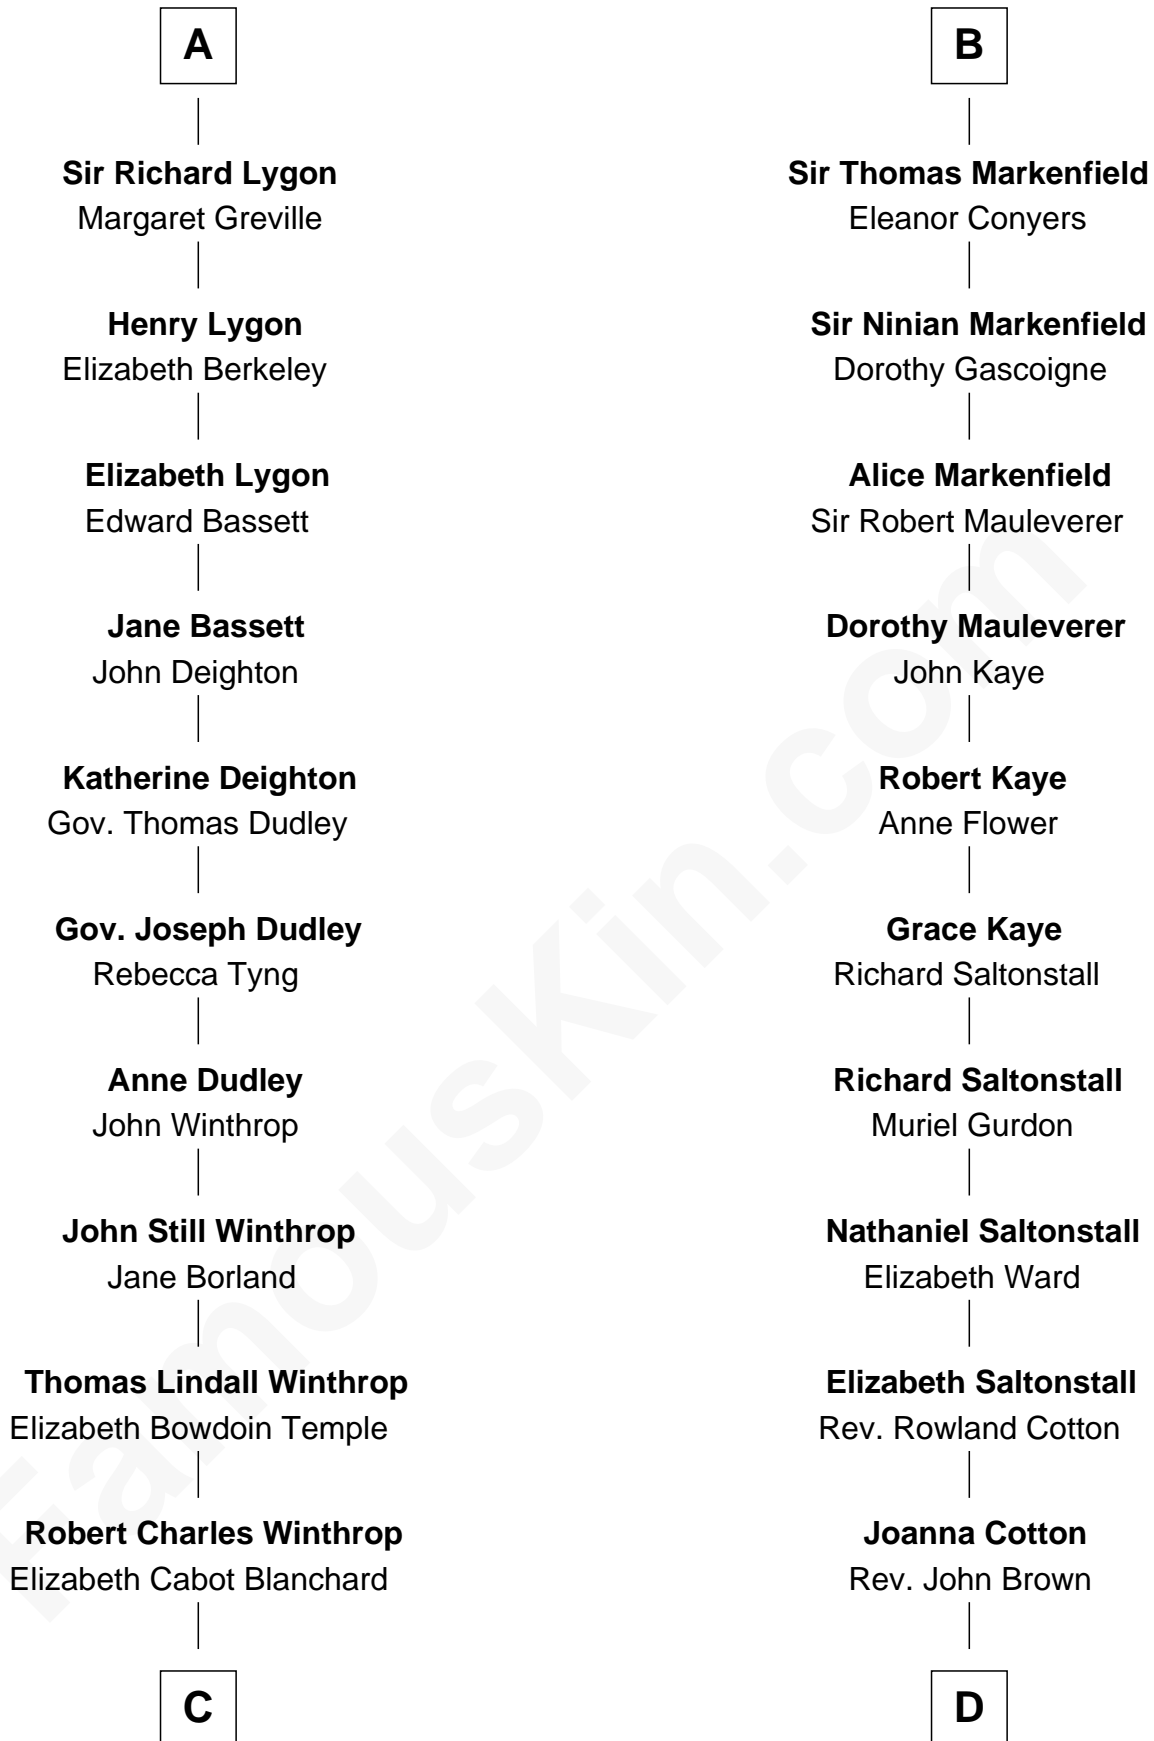 A
Sir Richard Lygon
Margaret Greville
Henry Lygon
Elizabeth Berkeley
Elizabeth Lygon
Edward Bassett
Jane Bassett
John Deighton
Katherine Deighton
Gov. Thomas Dudley
Gov. Joseph Dudley
Rebecca Tyng
Anne Dudley
John Winthrop
John Still Winthrop
Jane Borland
Thomas Lindall Winthrop
Elizabeth Bowdoin Temple
Robert Charles Winthrop
Elizabeth Cabot Blanchard
C
B
Sir Thomas Markenfield
Eleanor Conyers
Sir Ninian Markenfield
Dorothy Gascoigne
Alice Markenfield
Sir Robert Mauleverer
Dorothy Mauleverer
John Kaye
Robert Kaye
Anne Flower
Grace Kaye
Richard Saltonstall
Richard Saltonstall
Muriel Gurdon
Nathaniel Saltonstall
Elizabeth Ward
Elizabeth Saltonstall
Rev. Rowland Cotton
Joanna Cotton
Rev. John Brown
D
FamousKin.com